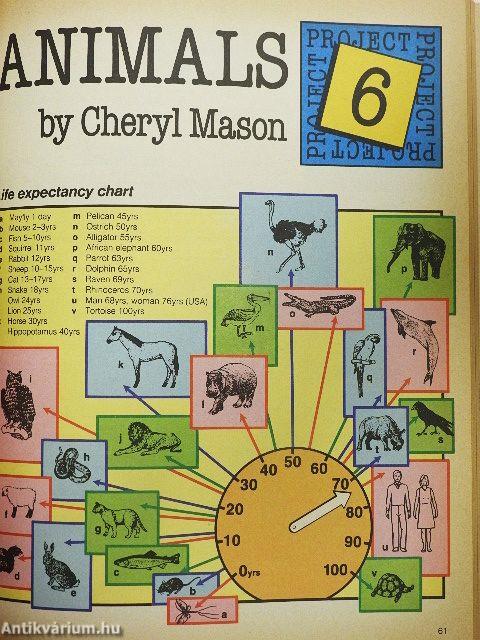 ANIMALS
by Cheryl Mason
PROJECT
PROJECT
PROJECT
PROJECT
6
ife expectancy chart
a Mayfly 1 day
b Mouse 2–3yrs
c Fish 5–10yrs
d Squirre 11yrs
e Rabbit 12yrs
f Sheep 10–15yrs
g Cat 13–17yrs
h Snake 18yrs
Owl 24yrs
Lion 25yrs
k Horse 30yrs
Hippopotamus 40yrs
m Pelican 45yrs
n Ostrich 50yrs
o Alligator 55yrs
p African elephant 60yrs
q Parrot 63yrs
r Dolphin 65yrs
s Raven 69yrs
t Rhinoceros 70yrs
u Man 68yrs, woman 76yrs (USA)
v Tortoise 100yrs
n
o
p
m
q
r
k
l
i
j
t
s
h
f
g
u
d
e
c
b
a
v
0yrs
10
20
30
40
50
60
70
80
90
100
Antikvárium.hu
61